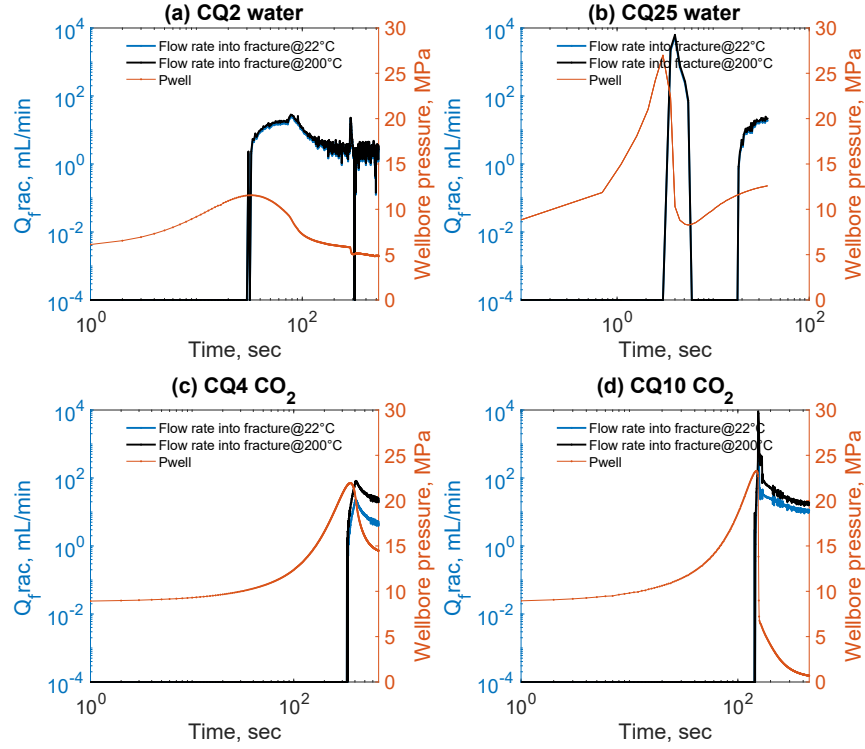 (a) CQ2 water
Flow rate into fracture@22°C
Flow rate into fracture@200°C
Pwell
Q_frac, mL/min
10^4
10^2
10^0
10^-2
10^-4
30
25
20
15
10
5
0
Wellbore pressure, MPa
10^0
10^2
Time, sec
(b) CQ25 water
Flow rate into fracture@22°C
Flow rate into fracture@200°C
Pwell
Q_frac, mL/min
10^4
10^2
10^0
10^-2
10^-4
30
25
20
15
10
5
0
Wellbore pressure, MPa
10^0
10^2
Time, sec
(c) CQ4 CO_2
Flow rate into fracture@22°C
Flow rate into fracture@200°C
Pwell
Q_frac, mL/min
10^4
10^2
10^0
10^-2
10^-4
30
25
20
15
10
5
0
Wellbore pressure, MPa
10^0
10^2
Time, sec
(d) CQ10 CO_2
Flow rate into fracture@22°C
Flow rate into fracture@200°C
Pwell
Q_frac, mL/min
10^4
10^2
10^0
10^-2
10^-4
30
25
20
15
10
5
0
Wellbore pressure, MPa
10^0
10^2
Time, sec